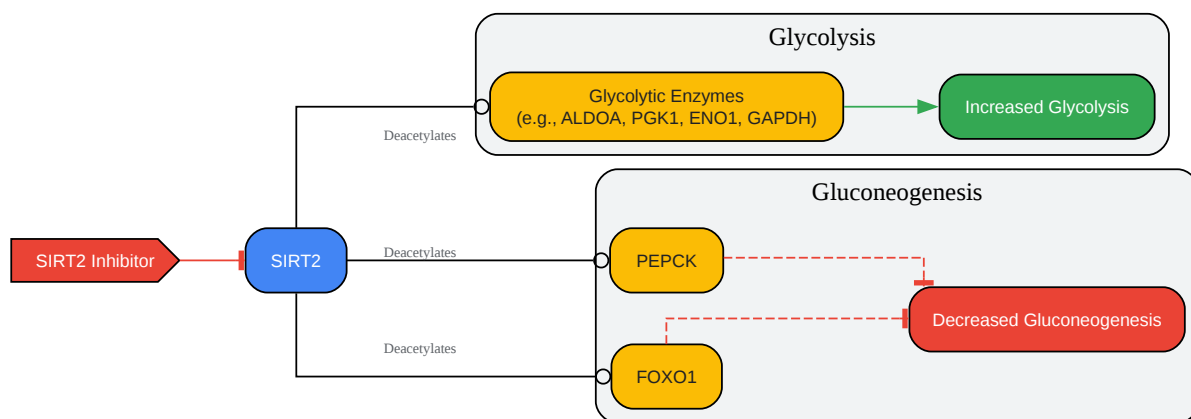 Glycolysis
Glycolytic Enzymes
(e.g., ALDOA, PGK1, ENO1, GAPDH)
Increased Glycolysis
Deacetylates
Gluconeogenesis
SIRT2 Inhibitor
SIRT2
Deacetylates
PEPCK
Decreased Gluconeogenesis
Deacetylates
FOXO1